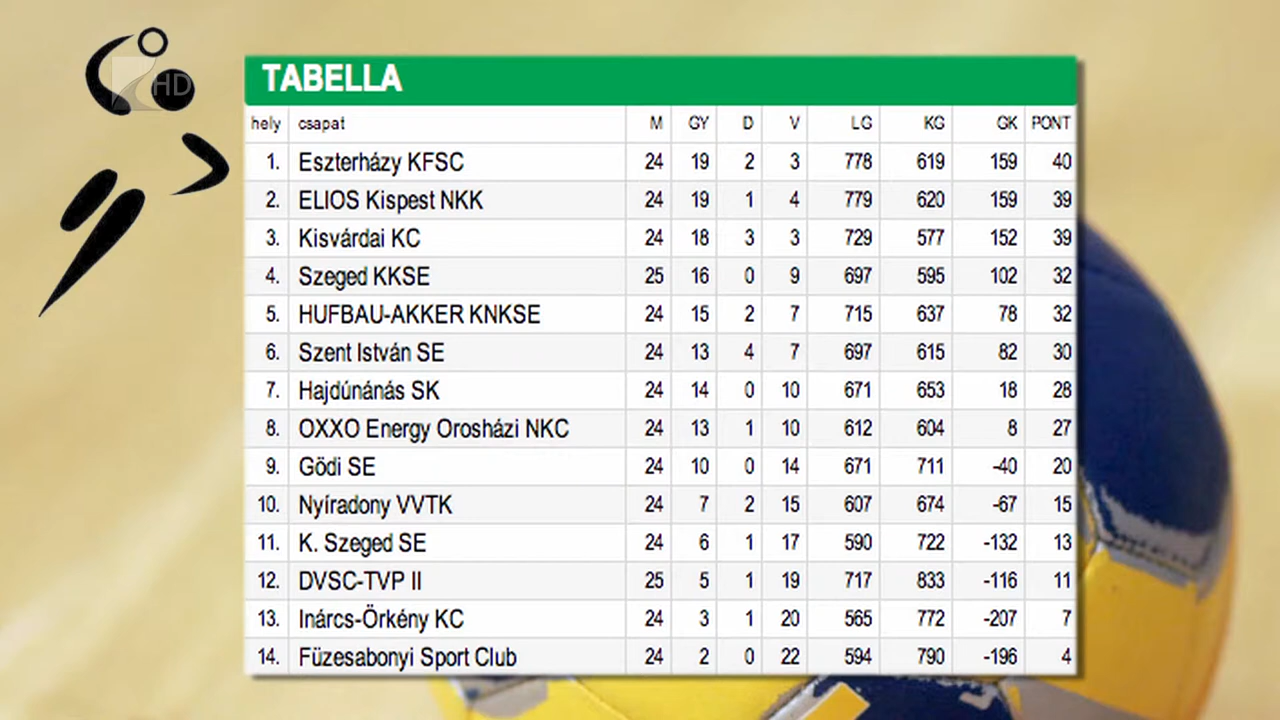 HD
TABELLA
hely csapat M GY D V LG KG GK PONT
1. Eszterházy KFSC 24 19 2 3 778 619 159 40
2. ELIOS Kispest NKK 24 19 1 4 779 620 159 39
3. Kisvárdai KC 24 18 3 3 729 577 152 39
4. Szeged KKSE 25 16 0 9 697 595 102 32
5. HUFBAU-AKKER KNKSE 24 15 2 7 715 637 78 32
6. Szent István SE 24 13 4 7 697 615 82 30
7. Hajdúnánás SK 24 14 0 10 671 653 18 28
8. OXXO Energy Orosházi NKC 24 13 1 10 612 604 8 27
9. Gödi SE 24 10 0 14 671 711 -40 20
10. Nyíradony VVTK 24 7 2 15 607 674 -67 15
11. K. Szeged SE 24 6 1 17 590 722 -132 13
12. DVSC-TVP II 25 5 1 19 717 833 -116 11
13. Inárcs-Örkény KC 24 3 1 20 565 772 -207 7
14. Füzesabonyi Sport Club 24 2 0 22 594 790 -196 4